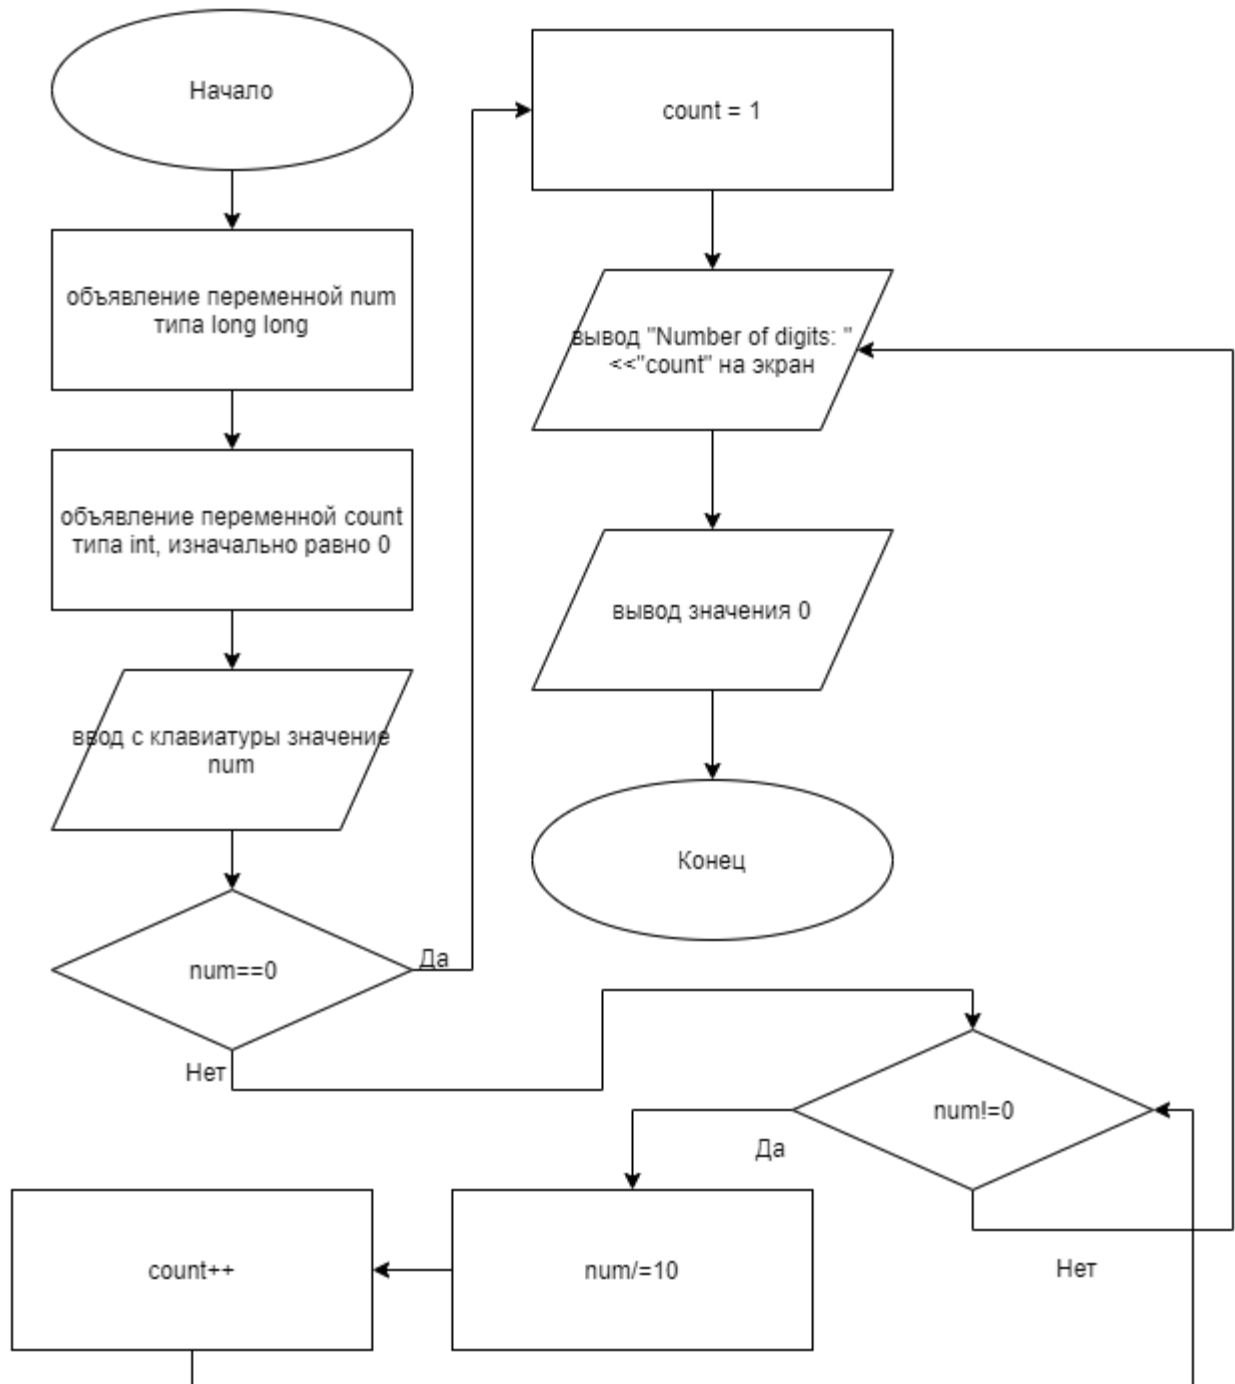 Начало
объявление переменной num
типа long long
объявление переменной count
типа int, изначально равно 0
ввод с клавиатуры значение
num
num==0
Да
Нет
count = 1
вывод "Number of digits: "
<<"count" на экран
вывод значения 0
Конец
num!=0
Да
Нет
num/=10
count++